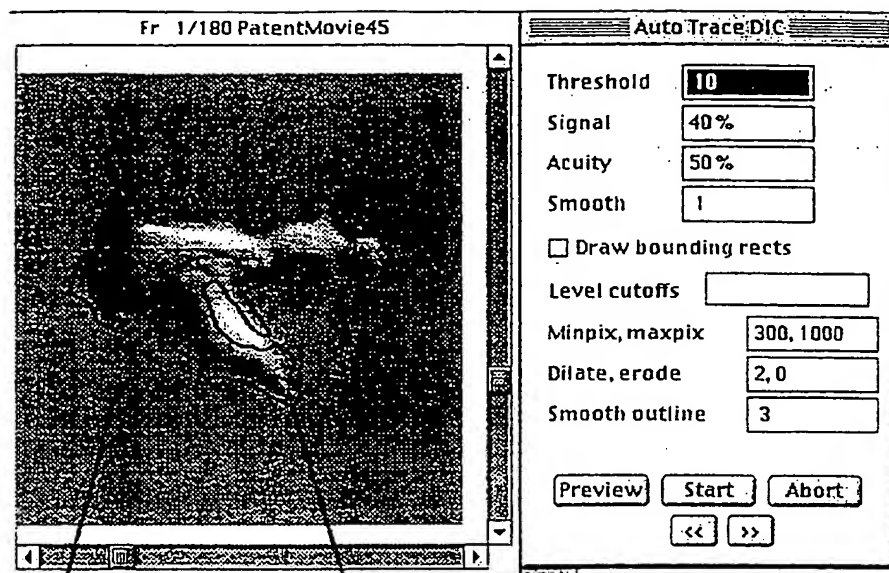 Fr 1/180 PatentMovie45
Auto Trace DIC
Threshold 10
Signal 40%
Acuity 50%
Smooth 1
Draw bounding rects
Level cutoffs
Minpix, maxpix 300, 1000
Dilate, erode 2, 0
Smooth outline 3
Preview Start Abort
<< >>